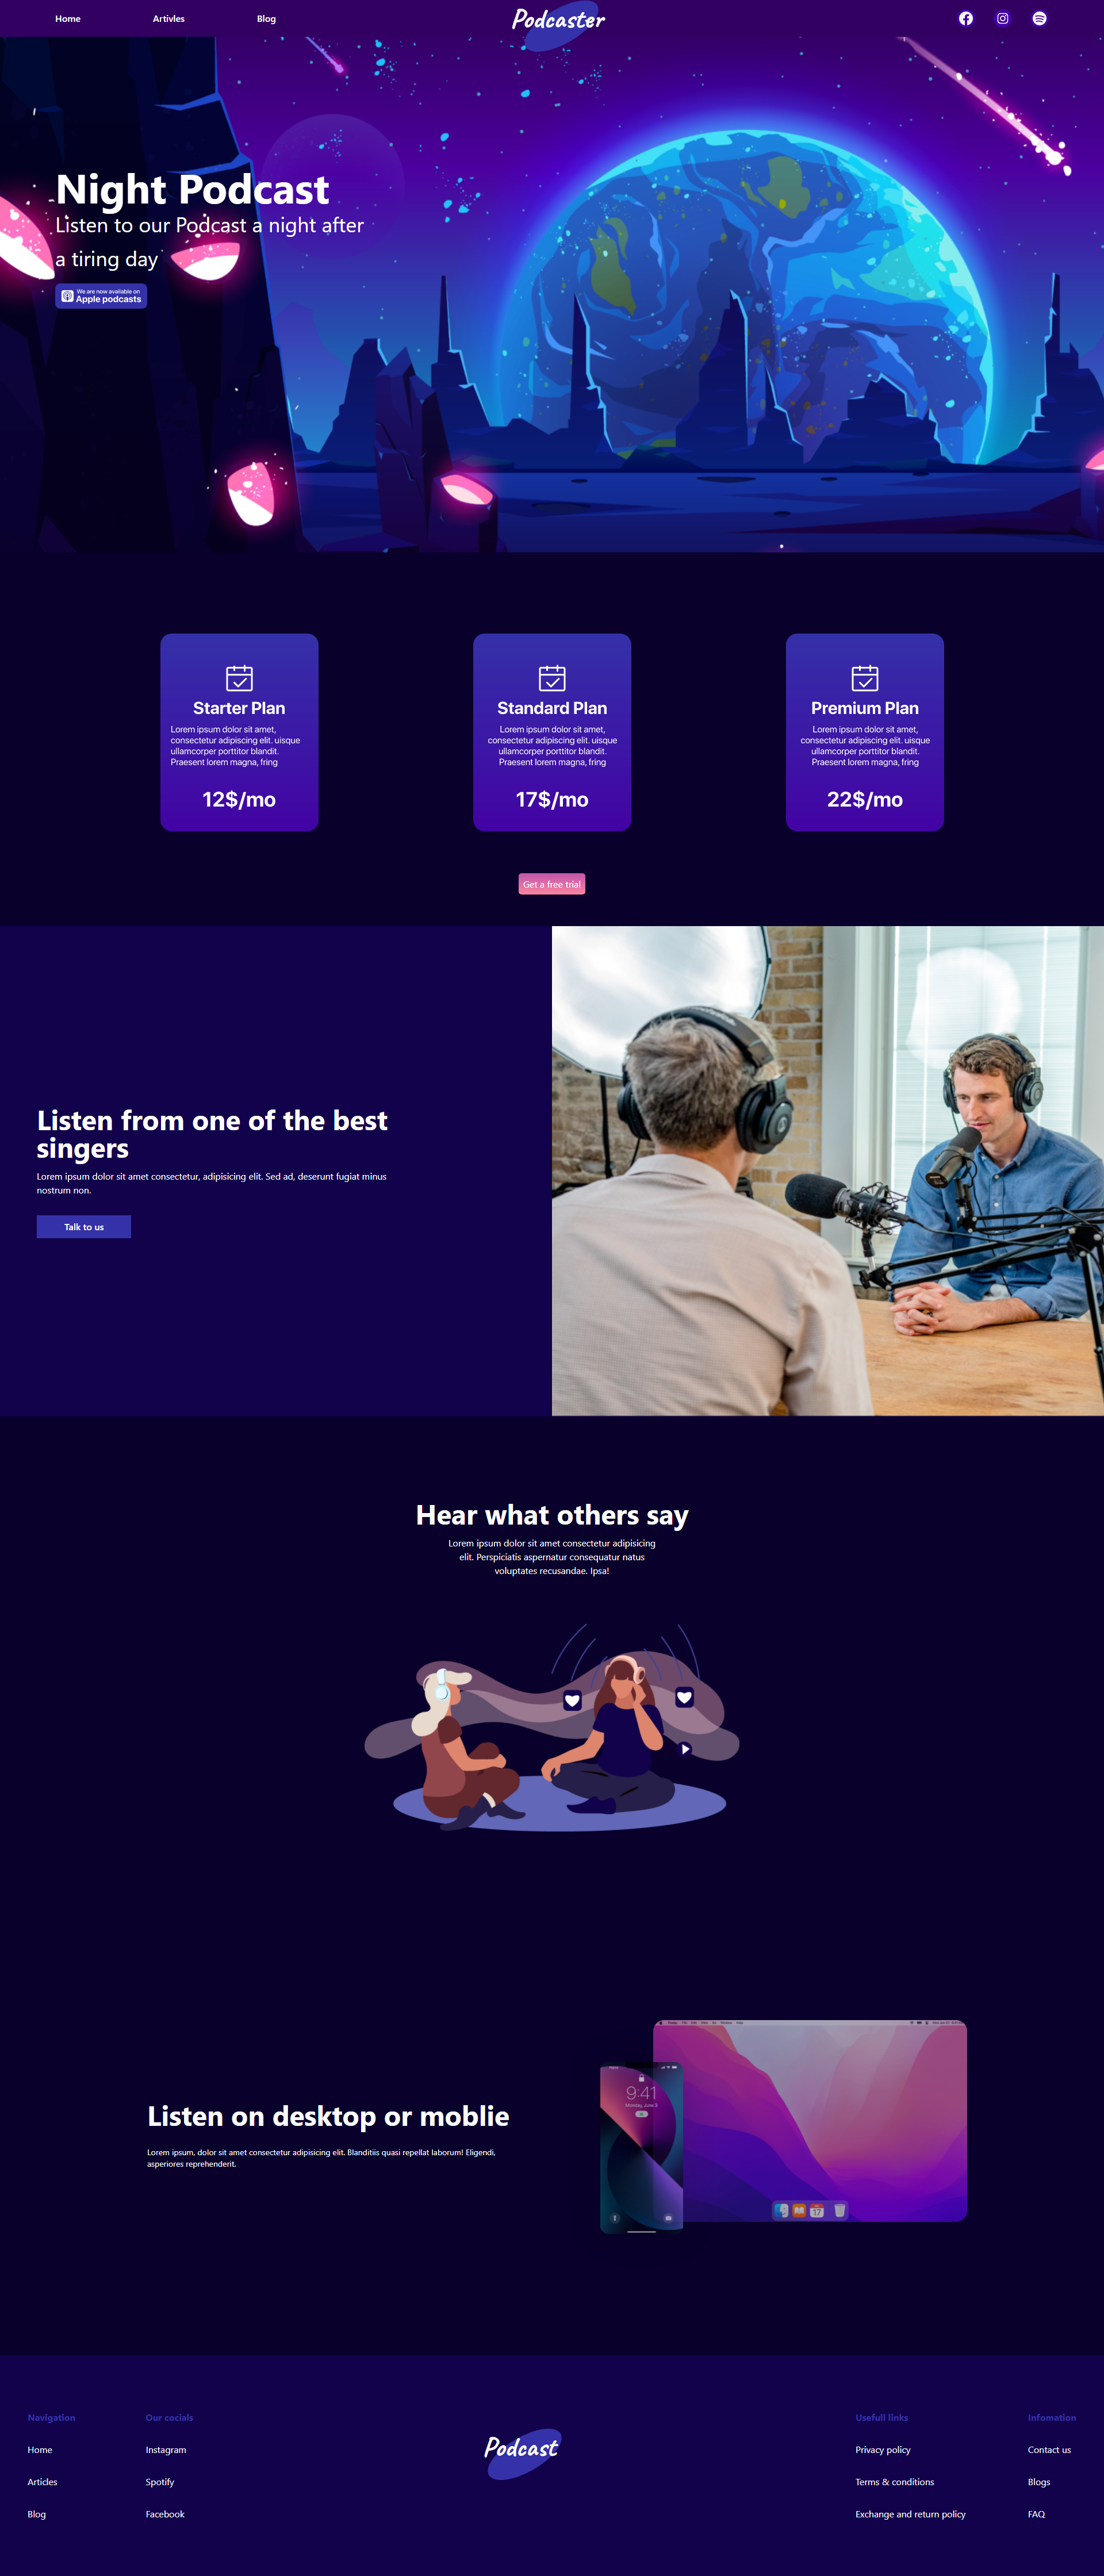 Home
Artivles
Blog
Podcaster
Night Podcast
Listen to our Podcast a night after
a tiring day
We are now available on
Apple podcasts
Starter Plan
Lorem ipsum dolor sit amet,
consectetur adipiscing elit. uisque
ullamcorper porttitor blandit.
Praesent lorem magna, fring
12$/mo
Standard Plan
Lorem ipsum dolor sit amet,
consectetur adipiscing elit. uisque
ullamcorper porttitor blandit.
Praesent lorem magna, fring
17$/mo
Premium Plan
Lorem ipsum dolor sit amet,
consectetur adipiscing elit. uisque
ullamcorper porttitor blandit.
Praesent lorem magna, fring
22$/mo
Get a free trial
Listen from one of the best
singers
Lorem ipsum dolor sit amet consectetur, adipisicing elit. Sed ad, deserunt fugiat minus
nostrum non.
Talk to us
Hear what others say
Lorem ipsum dolor sit amet consectetur adipisicing
elit. Perspiciatis aspernatur consequatur natus
voluptates recusandae. Ipsa!
Listen on desktop or moblie
Lorem ipsum, dolor sit amet consectetur adipisicing elit. Blanditiis quasi repellat laborum! Eligendi,
asperiores reprehenderit.
9:41
Monday, June 3
17
Navigation
Home
Articles
Blog
Our cocials
Instagram
Spotify
Facebook
Podcast
Usefull links
Privacy policy
Terms & conditions
Exchange and return policy
Infomation
Contact us
Blogs
FAQ